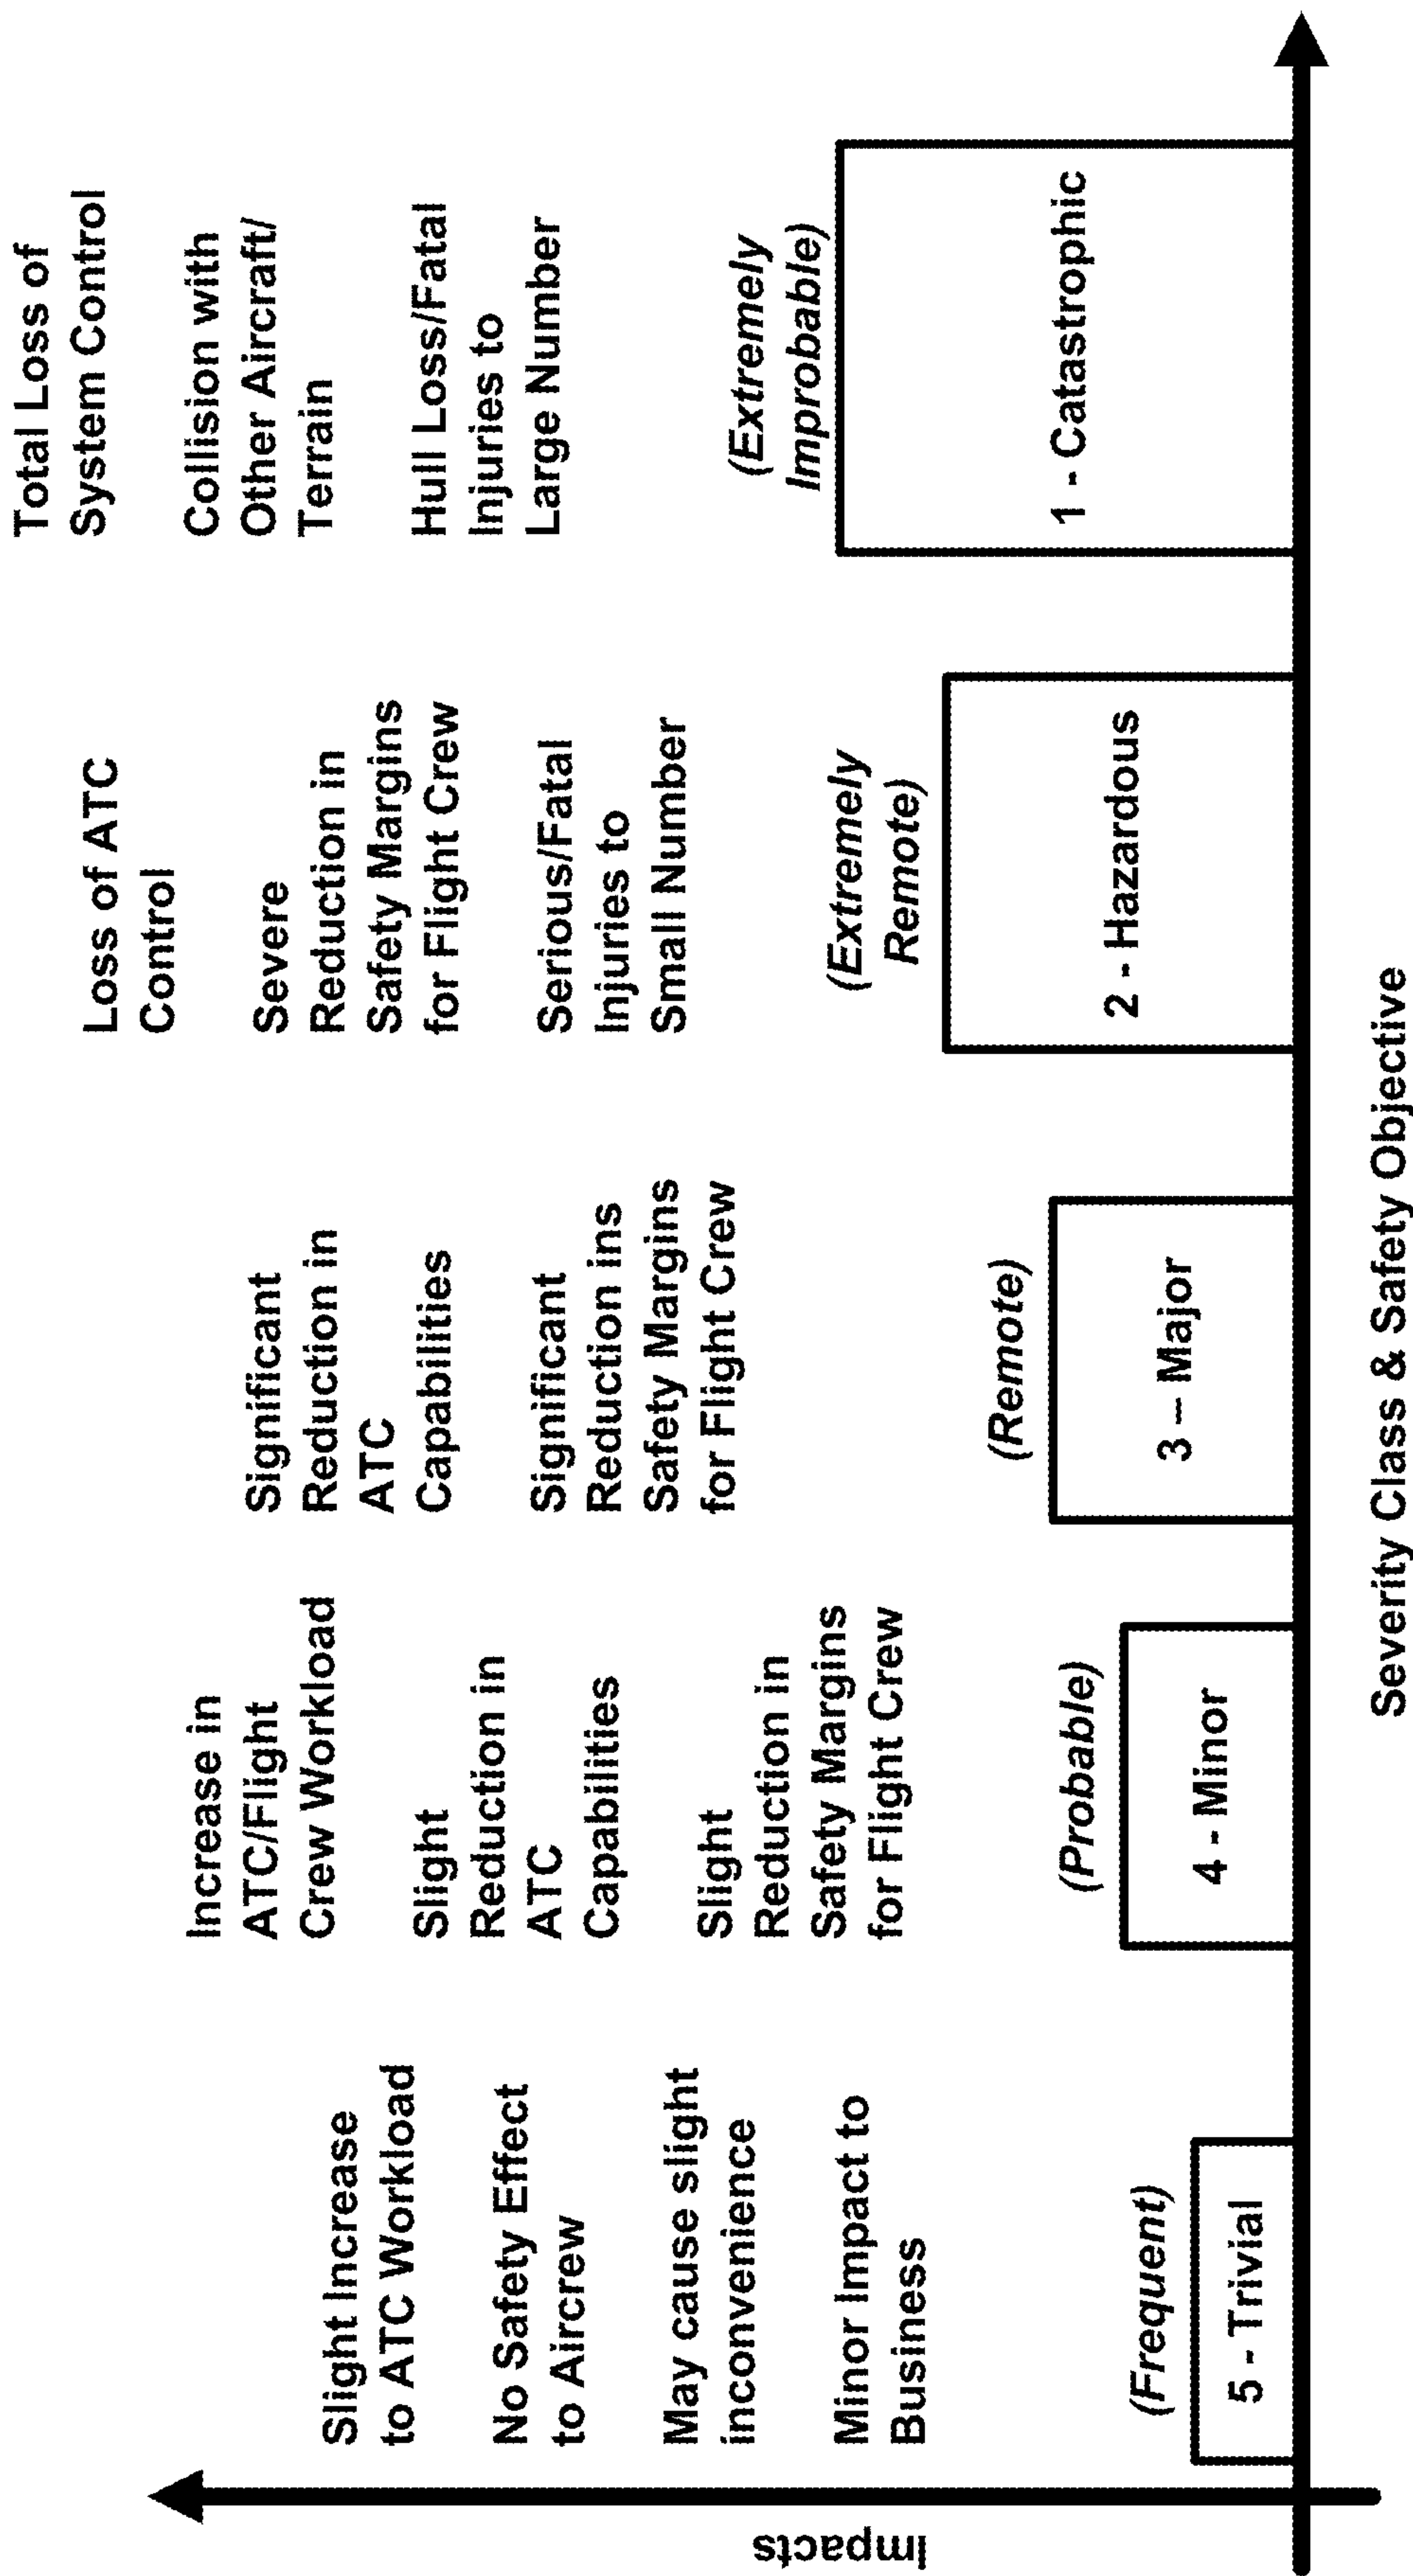 Impacts
Slight Increase
to ATC Workload
No Safety Effect
to Aircrew
May cause slight
inconvenience
Minor Impact to
Business
(Frequent)
5 - Trivial
Increase in
ATC/Flight
Crew Workload
Slight
Reduction in
ATC
Capabilities
Slight
Reduction in
Safety Margins
for Flight Crew
(Probable)
4 - Minor
Significant
Reduction in
ATC
Capabilities
Significant
Reduction ins
Safety Margins
for Flight Crew
(Remote)
3 – Major
Loss of ATC
Control
Severe
Reduction in
Safety Margins
for Flight Crew
Serious/Fatal
Injuries to
Small Number
(Extremely
Remote)
2 - Hazardous
Total Loss of
System Control
Collision with
Other Aircraft/
Terrain
Hull Loss/Fatal
Injuries to
Large Number
(Extremely
Improbable)
1 - Catastrophic
Severity Class & Safety Objective